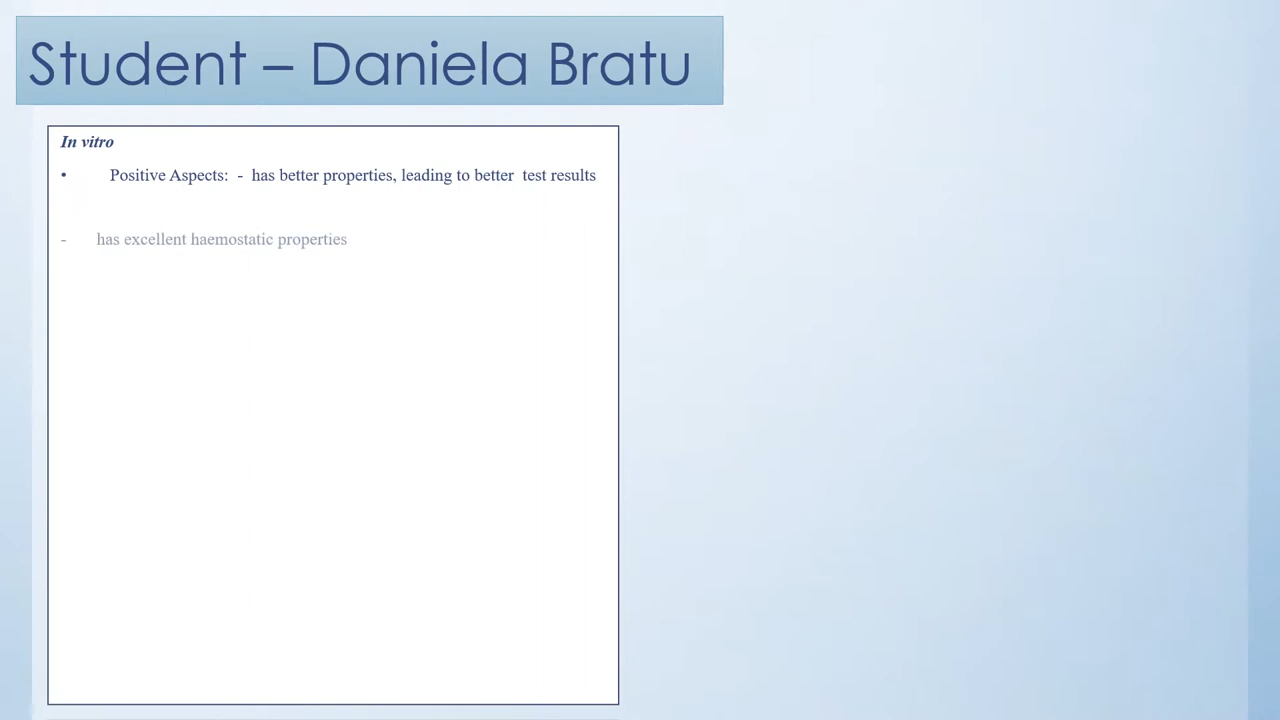 Student – Daniela Bratu
In vitro
• Positive Aspects: - has better properties, leading to better test results
- has excellent haemostatic properties